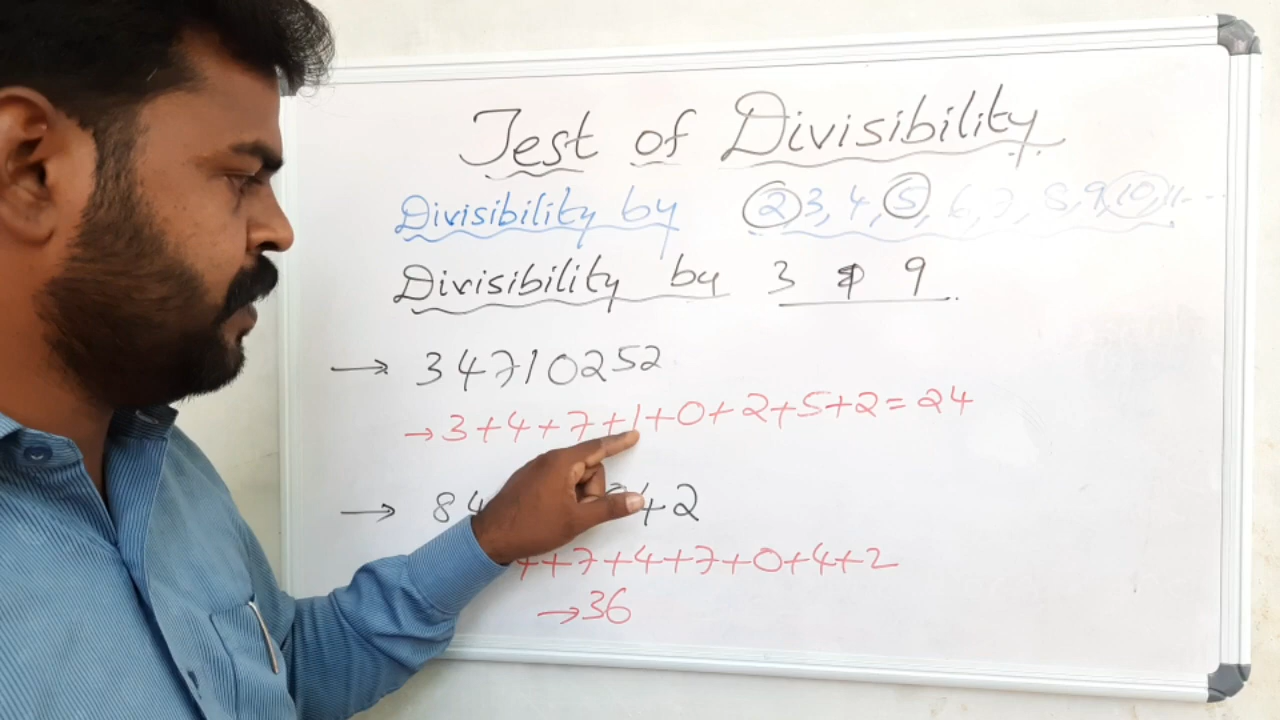 Test of Divisibility
Divisibility by 2, 3, 4, 5, 6, 7, 8, 9, 10, 11...
Divisibility by 3 & 9
→ 34710252
→ 3+4+7+1+0+2+5+2=24
→ 84 42
+7+4+7+0+4+2
→36